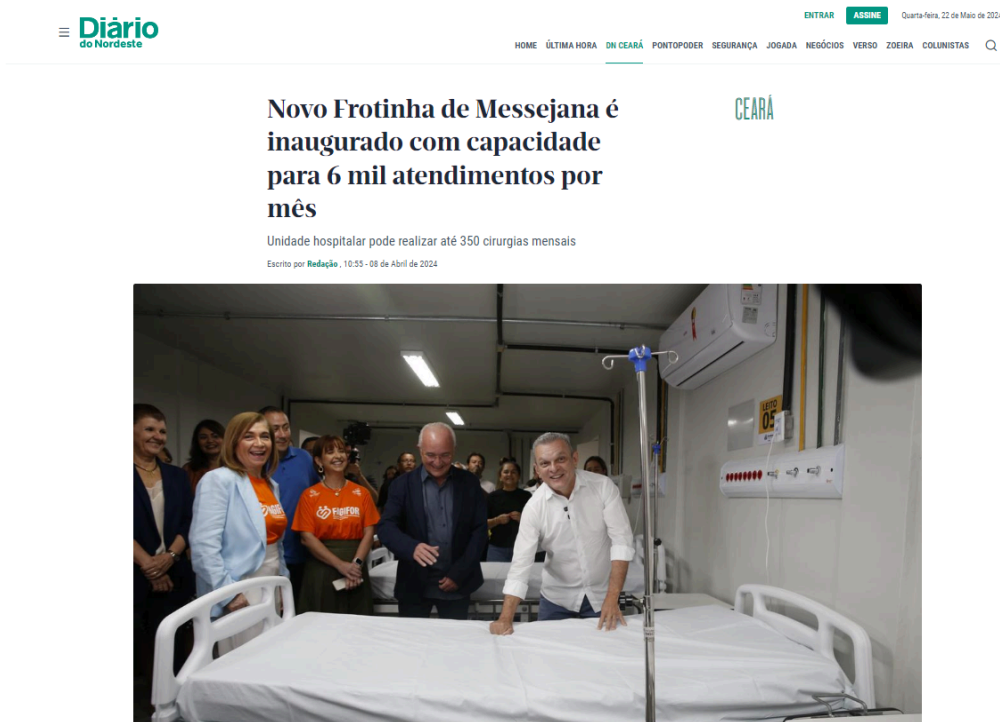 ENTRAR ASSINE Quarta-feira, 22 de Maio de 202
Diário
do Nordeste
HOME ÚLTIMA HORA DN CEARÁ PONTOPODER SEGURANÇA JOGADA NEGÓCIOS VERSO ZOEIRA COLUNISTAS
Novo Frotinha de Messejana é
inaugurado com capacidade
para 6 mil atendimentos por
mês
CEARÁ
Unidade hospitalar pode realizar até 350 cirurgias mensais
Escrito por Redação , 10:55 - 08 de Abril de 2024
LEITO
05
FIGIFOR